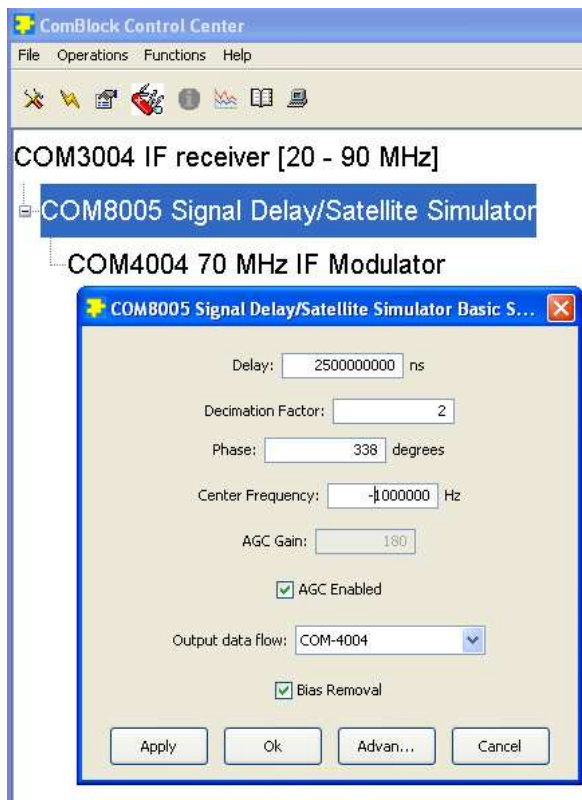 ComBlock Control Center
File Operations Functions Help
COM3004 IF receiver [20 - 90 MHz]
COM8005 Signal Delay/Satellite Simulator
COM4004 70 MHz IF Modulator
COM8005 Signal Delay/Satellite Simulator Basic S...
Delay: 2500000000 ns
Decimation Factor: 2
Phase: 338 degrees
Center Frequency: -1000000 Hz
AGC Gain: 180
AGC Enabled
Output data flow: COM-4004
Bias Removal
Apply Ok Advan... Cancel